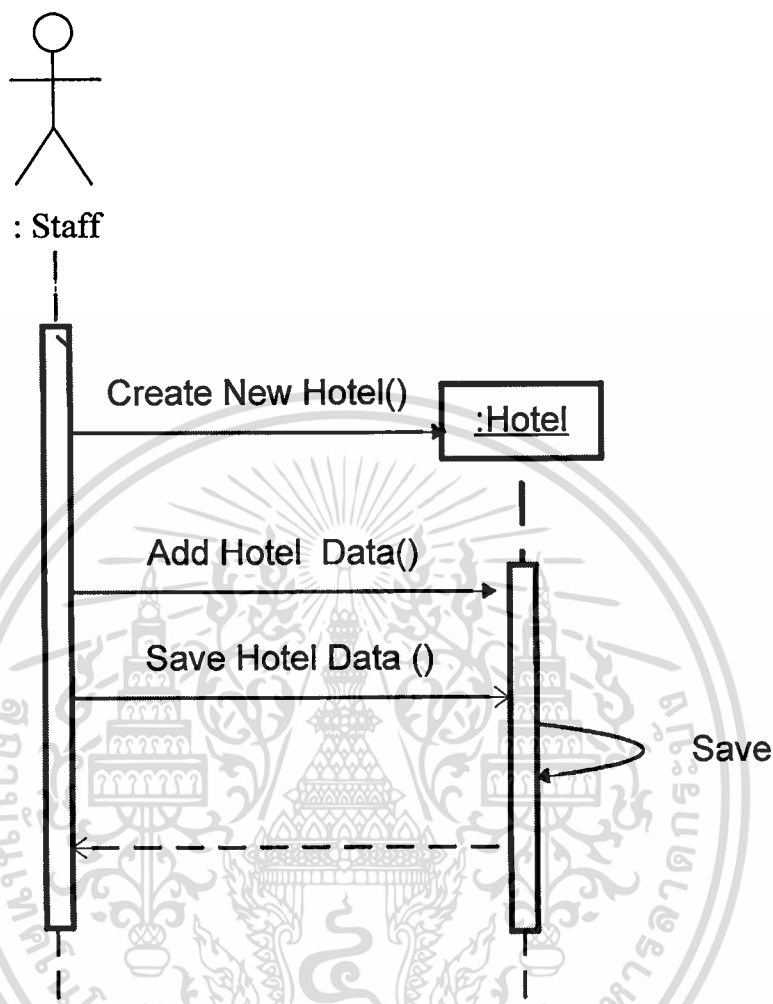 : Staff
Create New Hotel()
:Hotel
Add Hotel Data()
Save Hotel Data ()
Save